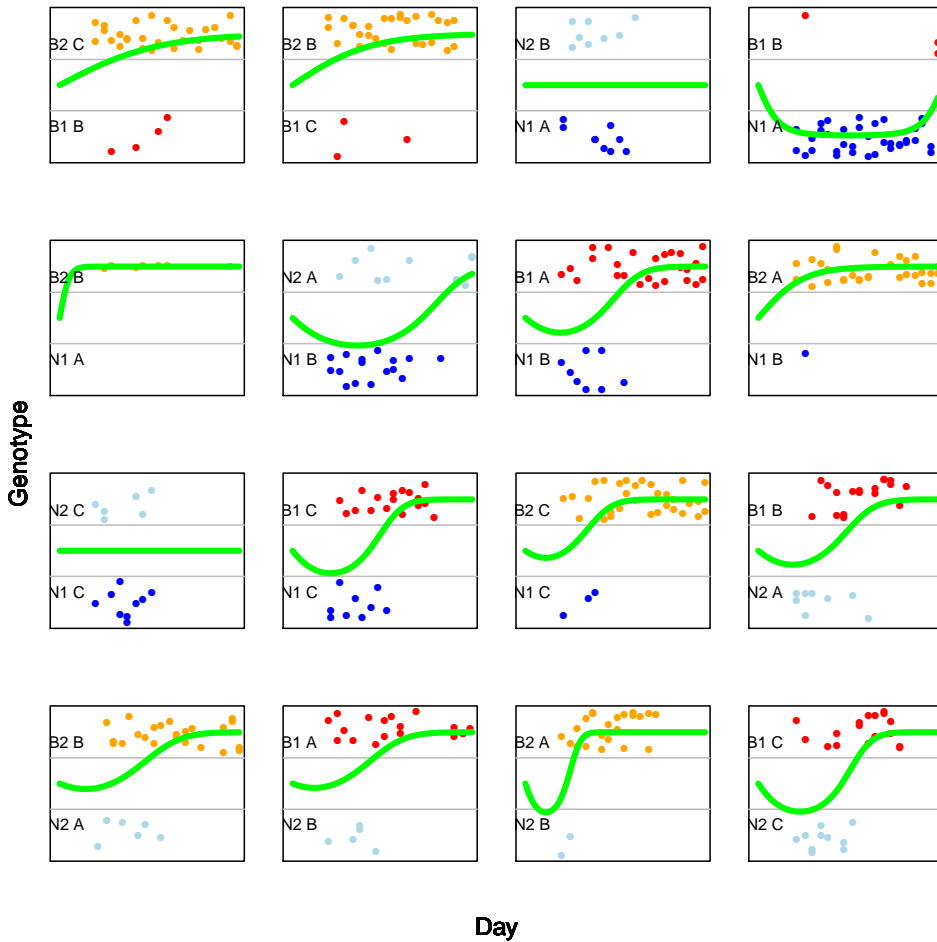 B2 C
B1 B
B2 B
B1 C
N2 B
N1 A
B1 B
N1 A
B2 B
N1 A
N2 A
N1 B
B1 A
N1 B
B2 A
N1 B
Genotype
N2 C
N1 C
B1 C
N1 C
B2 C
N1 C
B1 B
N2 A
B2 B
N2 A
B1 A
N2 B
B2 A
N2 B
B1 C
N2 C
Day